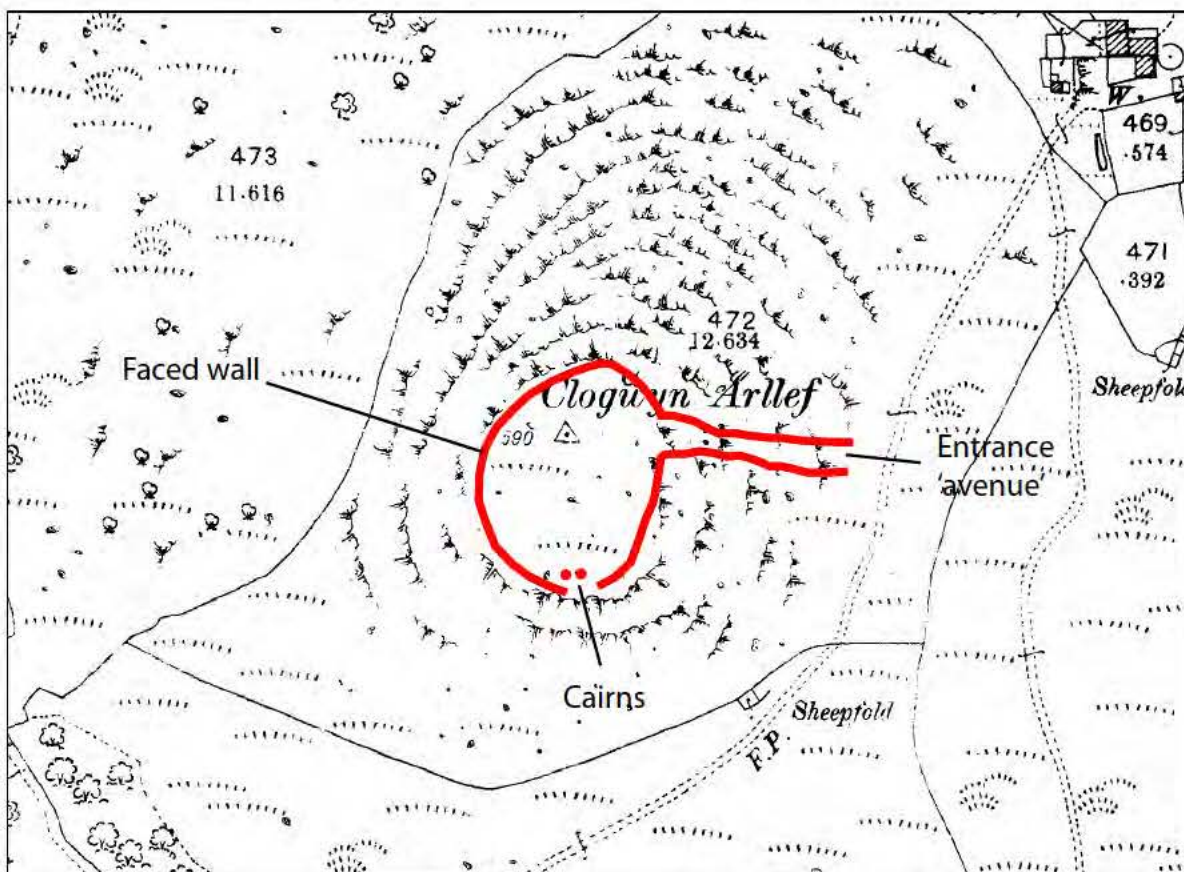 W
469
.574
473
11.616
471
.392
472
12.634
Faced wall
Sheepfold
Clogwyn Arllef
590
Entrance
'avenue'
Cairns
Sheepfold
F.P